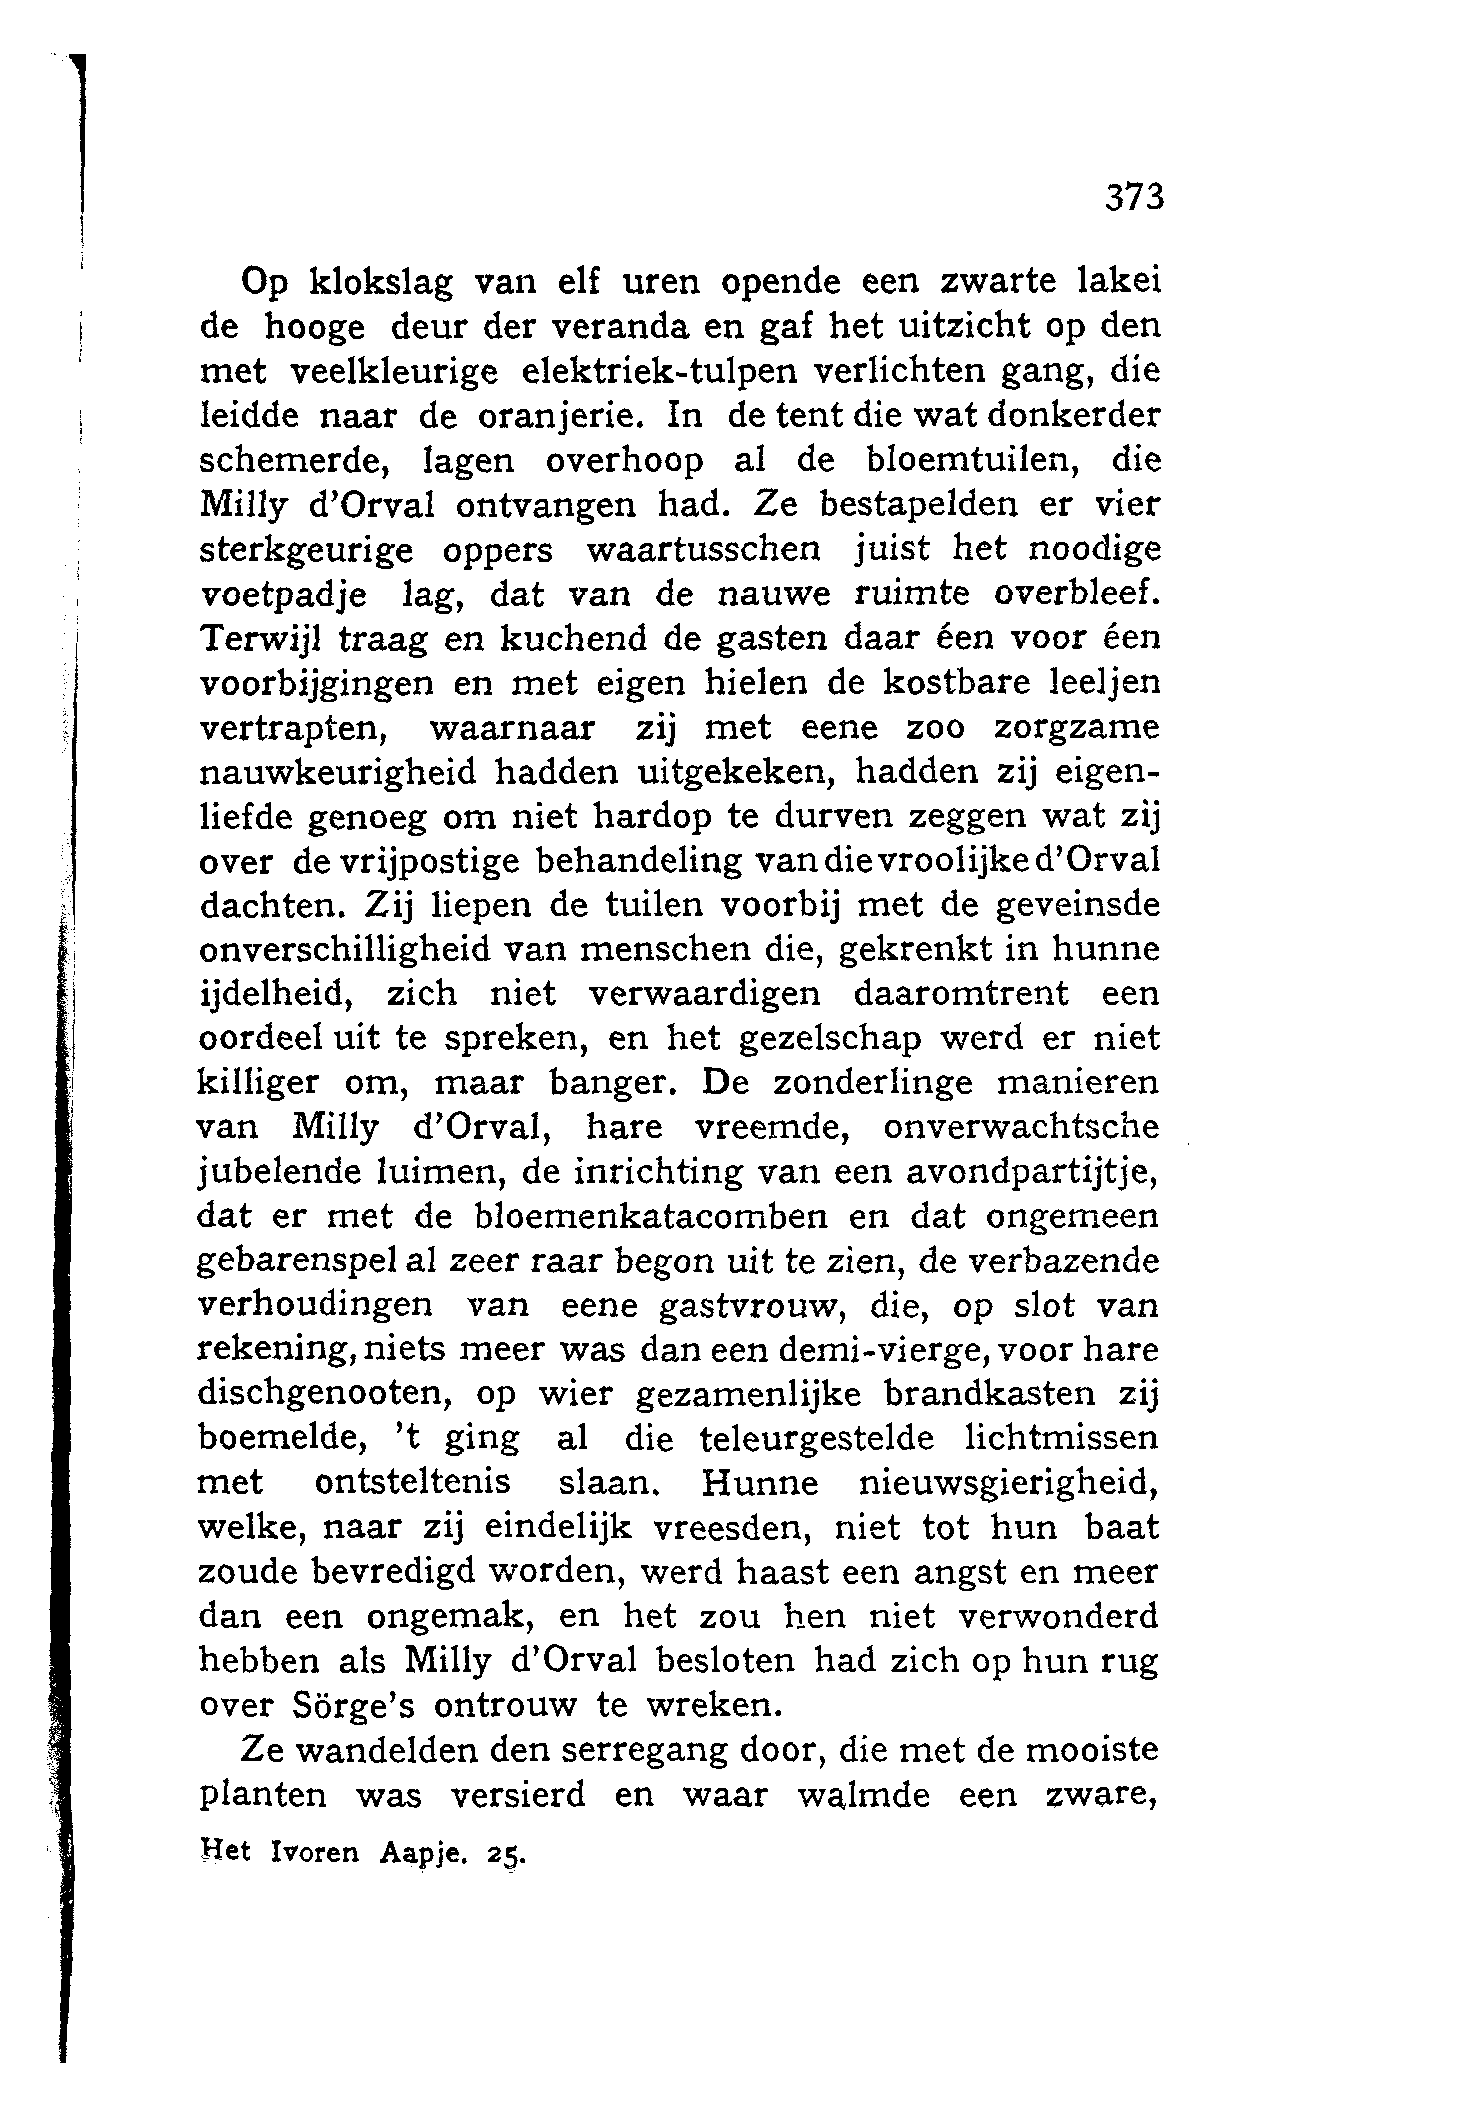 373
Op klokslag van elf uren opende een zwarte lakei
de hooge deur der veranda en gaf het uitzicht op den
met veelkleurige elektriek-tulpen verlichten gang, die
leidde naar de oranjerie. In de tent die wat donkerder
schemerde, lagen overhoop al de bloemtuilen, die
Milly d'Orval ontvangen had. Ze bestapelden er vier
sterkgeurige oppers waartusschen juist het noodige
voetpadje lag, dat van de nauwe ruimte overbleef.
Terwijl traag en kuchend de gasten daar éen voor éen
voorbijgingen en met eigen hielen de kostbare leeljen
vertrapten, waarnaar zij met eene zoo zorgzame
nauwkeurigheid hadden uitgekeken, hadden zij eigen-
liefde genoeg om niet hardop te durven zeggen wat zij
over de vrijpostige behandeling van die vroolijke d'Orval
dachten. Zij liepen de tuilen voorbij met de geveinsde
onverschilligheid van menschen die, gekrenkt in hunne
ijdelheid, zich niet verwaardigen daaromtrent een
oordeel uit te spreken, en het gezelschap werd er niet
killiger om, maar banger. De zonderlinge manieren
van Milly d'Orval, hare vreemde, onverwachtsche
jubelende luimen, de inrichting van een avondpartijtje,
dat er met de bloemenkatacomben en dat ongemeen
gebarenspel al zeer raar begon uit te zien, de verbazende
verhoudingen van eene gastvrouw, die, op slot van
rekening, niets meer was dan een demi-vierge, voor hare
dischgenooten, op wier gezamenlijke brandkasten zij
boemelde, 't ging al die teleurgestelde lichtmissen
met ontsteltenis slaan. Hunne nieuwsgierigheid,
welke, naar zij eindelijk vreesden, niet tot hun baat
zoude bevredigd worden, werd haast een angst en meer
dan een ongemak, en het zou hen niet verwonderd
hebben als Milly d'Orval besloten had zich op hun rug
over Sörge's ontrouw te wreken.
Ze wandelden den serregang door, die met de mooiste
planten was versierd en waar walmde een zware,
Het Ivoren Aapje. 25.